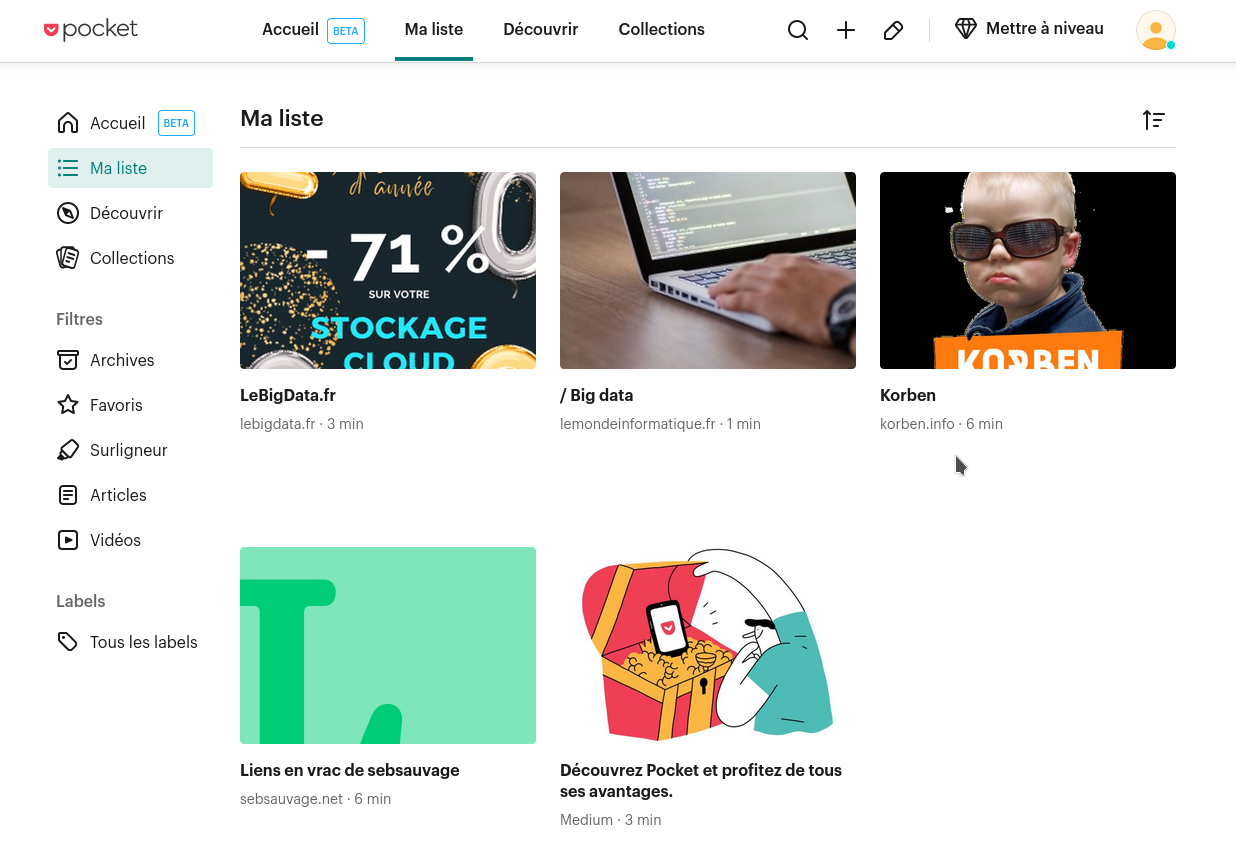 pocket
Accueil BETA
Ma liste
Découvrir
Collections
Mettre à niveau
Accueil BETA
Ma liste
Découvrir
Collections
Filtres
Archives
Favoris
Surligneur
Articles
Vidéos
Labels
Tous les labels
Ma liste
d'année
- 71 %
SUR VOTRE
STOCKAGE
CLOUD
LeBigData.fr
lebigdata.fr · 3 min
/ Big data
lemondeinformatique.fr · 1 min
KORBEN
Korben
korben.info · 6 min
L
Liens en vrac de sebsauvage
sebsauvage.net · 6 min
Découvrez Pocket et profitez de tous
ses avantages.
Medium · 3 min